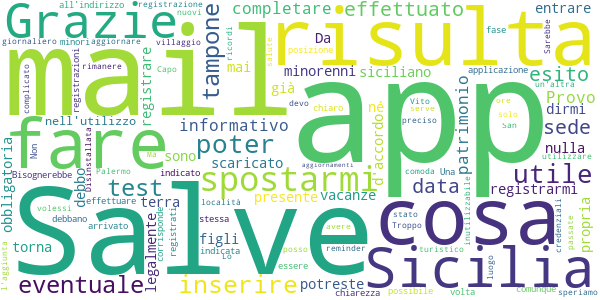 all'indirizzo registrazione
Grazie nuovi
completare effettuato entrare
mail risulta app
giornaliero minori aggiornare villaggio
ricordi tampone salute posizione fase Sarebbe
complicato registrazioni rimanere Capo
registrare mai Da minorenni siciliano
applicazione esito un'altra
già Provo
fare nell'utilizzo
informativo d'accordo né
devo chiaro Vito serve preciso ore solo San
patrimonio dirmi sede
obbligatoria Non Bisognerebbe Disinstallata
debbo Palermo sono Ma
poter scaricato
aggiornamenti comoda Una
nulla utilizzare
test spostarmi data registrarmi utile
Salve cosa
l'aggiunta volessi effettuare
terra indicato località presente vacanze
stato Troppo inutilizzabile credenziali passate propria
debbano legalmente corrisponde registrati stessa
torna arrivato figli indicata Lo
posso avere reminder turistico luogo
Sicilia
eventuale inserire essere potreste
chiarezza possibile volta comunque speriamo